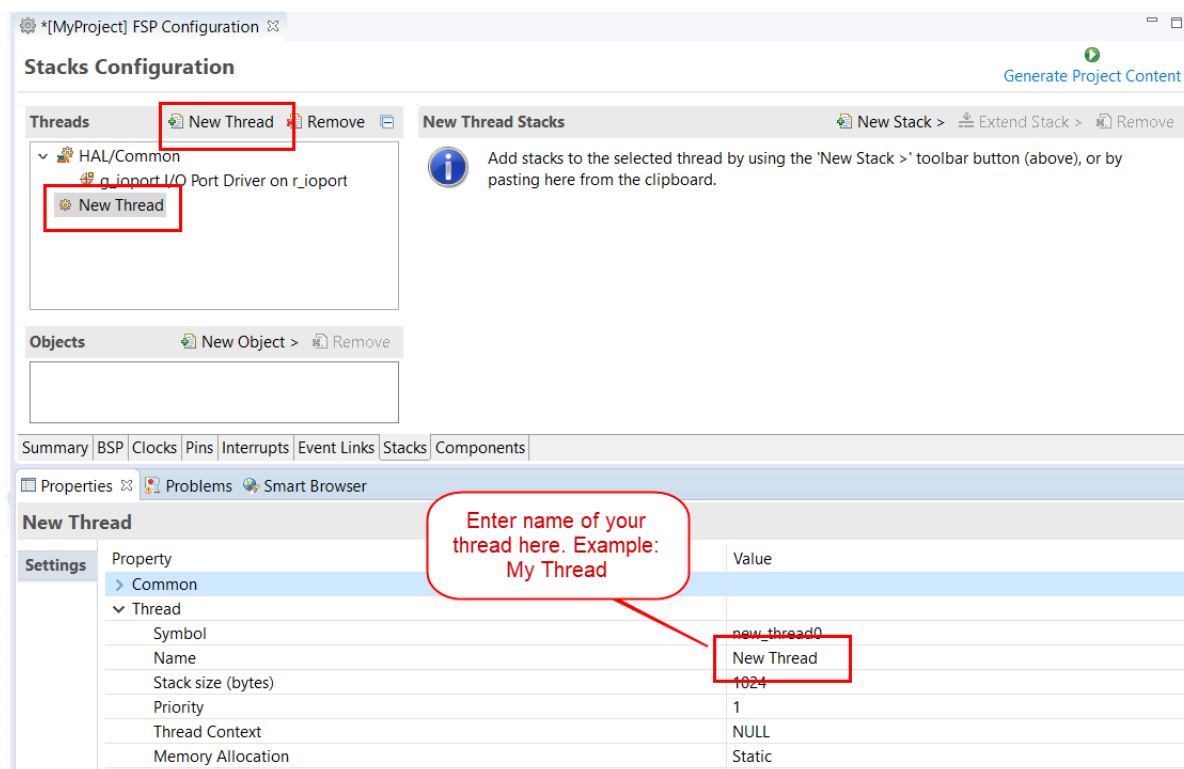 *[MyProject] FSP Configuration
Stacks Configuration
Generate Project Content
Threads New Thread Remove
HAL/Common
g_ioport I/O Port Driver on r_ioport
New Thread
New Thread Stacks New Stack > Extend Stack > Remove
Add stacks to the selected thread by using the 'New Stack >' toolbar button (above), or by
pasting here from the clipboard.
Objects New Object > Remove
Summary BSP Clocks Pins Interrupts Event Links Stacks Components
Properties Problems Smart Browser
New Thread
Enter name of your
thread here. Example:
My Thread
Settings Property Value
Common
Thread
Symbol new_thread0
Name New Thread
Stack size (bytes) 1024
Priority 1
Thread Context NULL
Memory Allocation Static